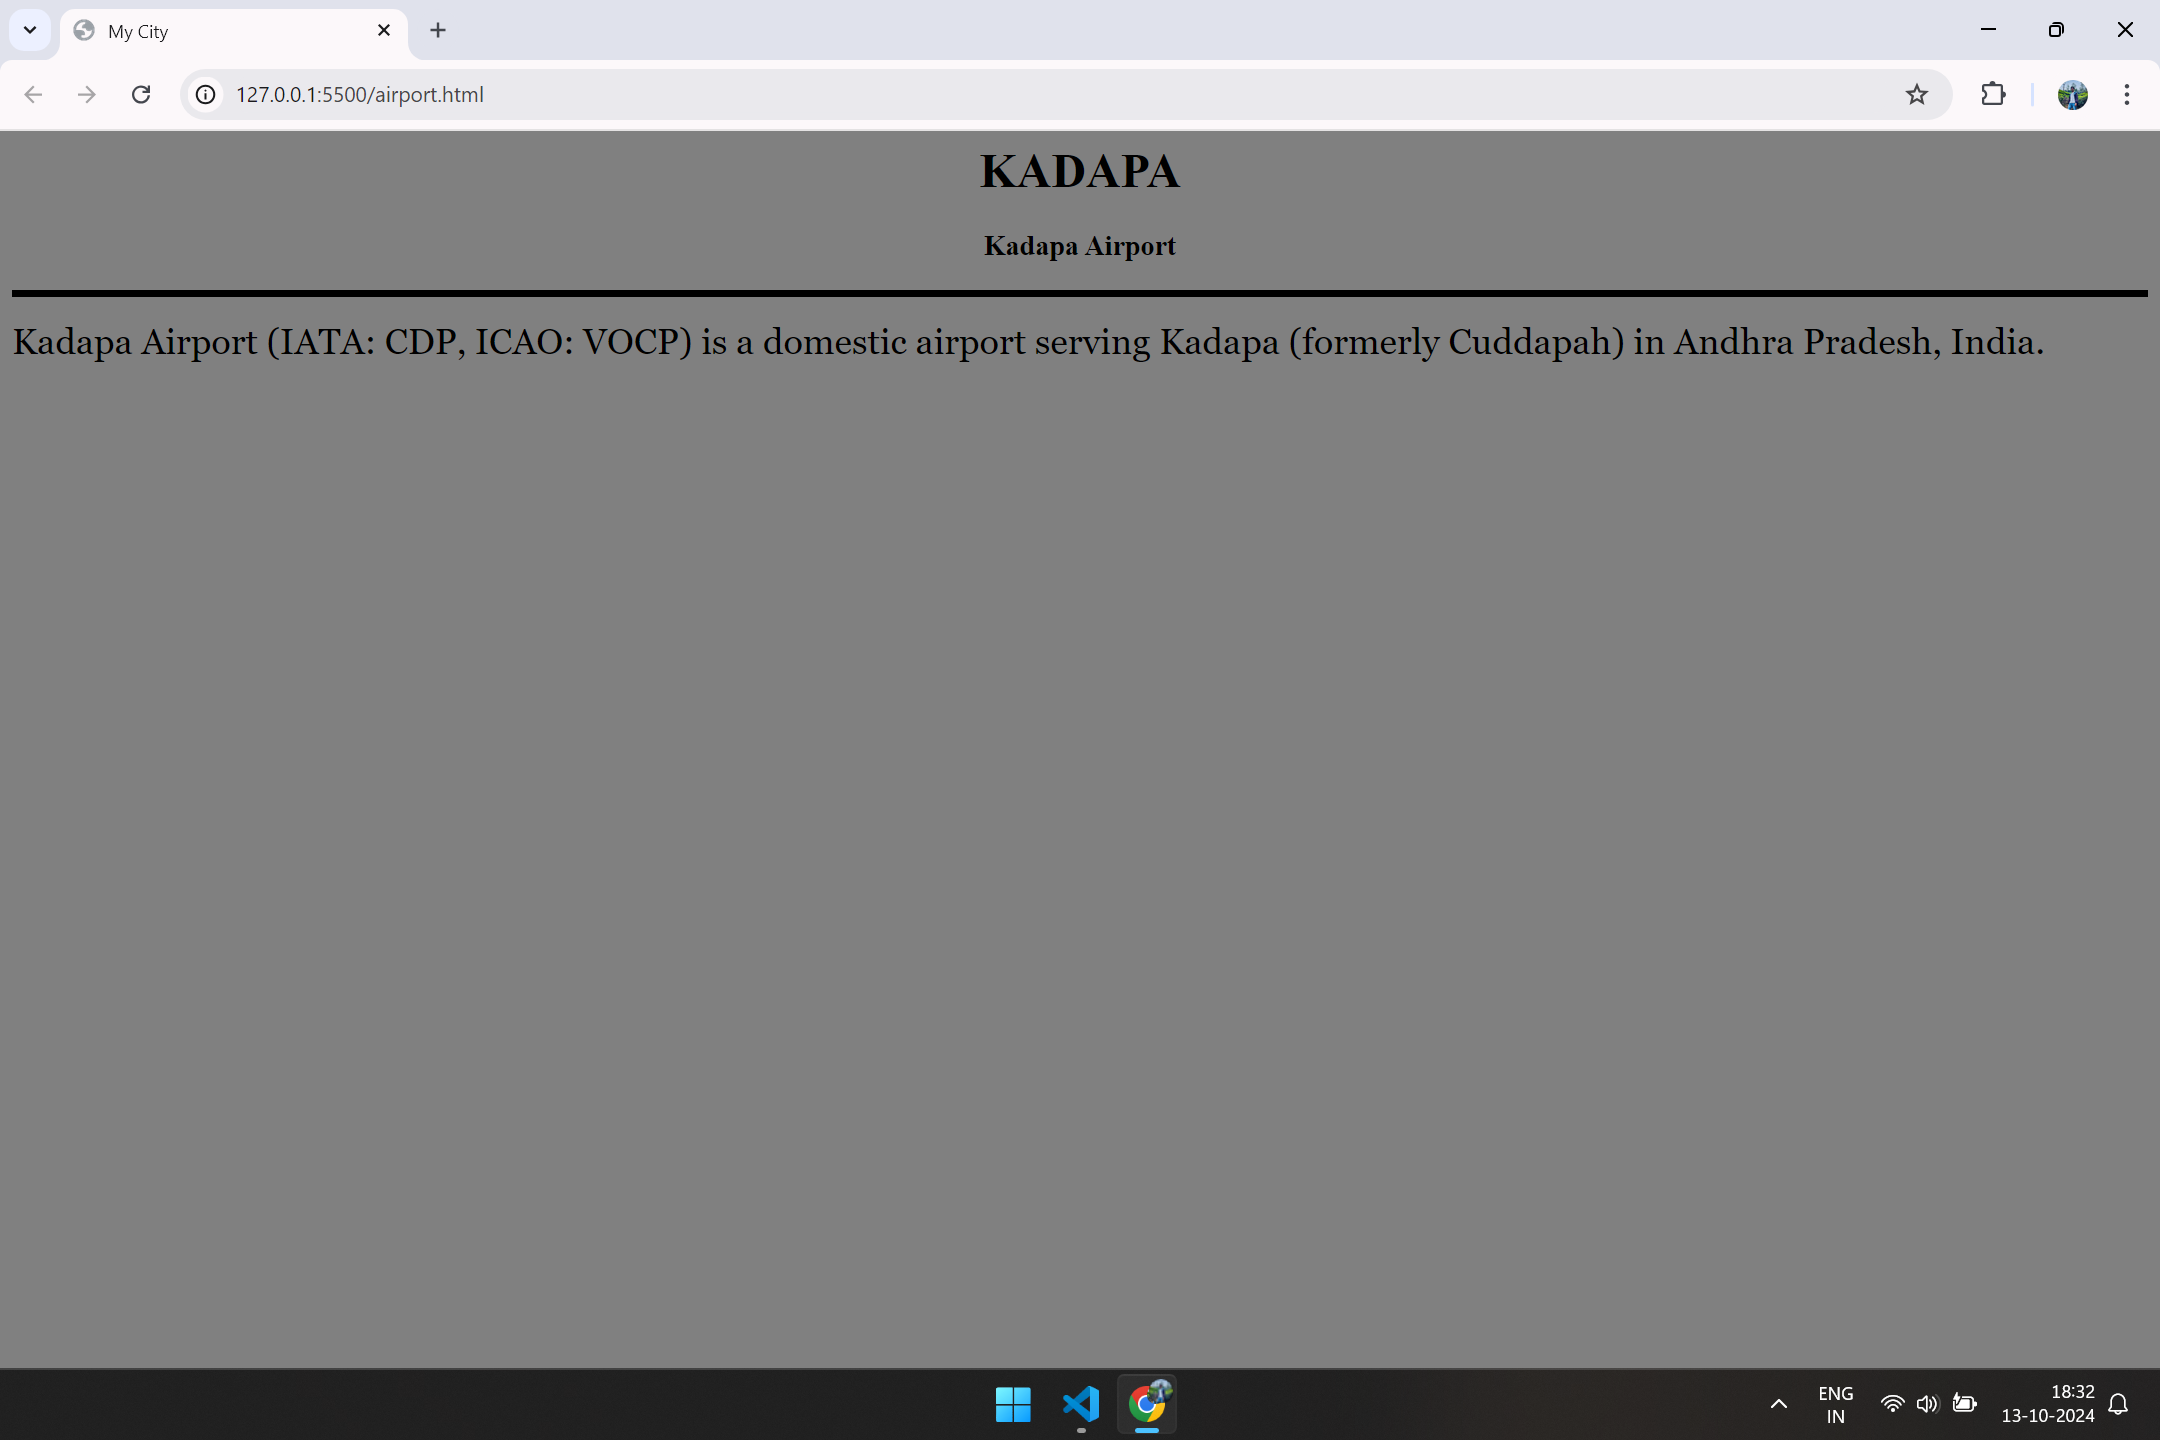 My City
127.0.0.1:5500/airport.html
KADAPA
Kadapa Airport
Kadapa Airport (IATA: CDP, ICAO: VOCP) is a domestic airport serving Kadapa (formerly Cuddapah) in Andhra Pradesh, India.
ENG
IN
18:32
13-10-2024